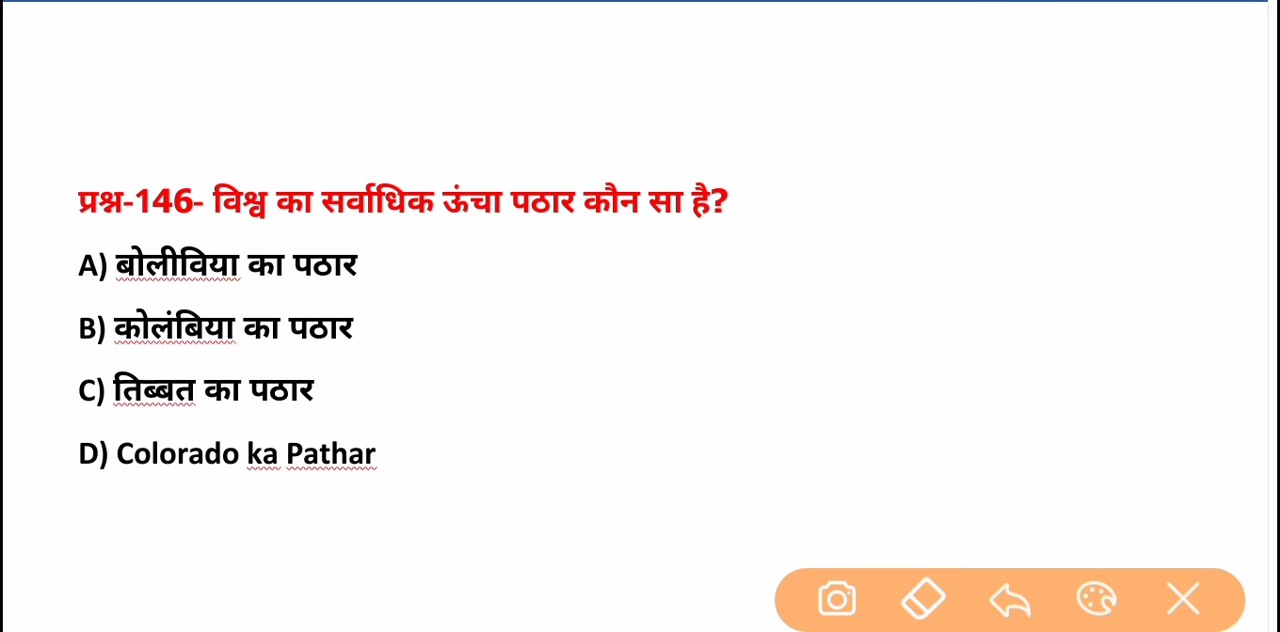 प्रश्न-146- विश्व का सर्वाधिक ऊंचा पठार कौन सा है?
A) बोलीविया का पठार
B) कोलंबिया का पठार
C) तिब्बत का पठार
D) Colorado ka Pathar